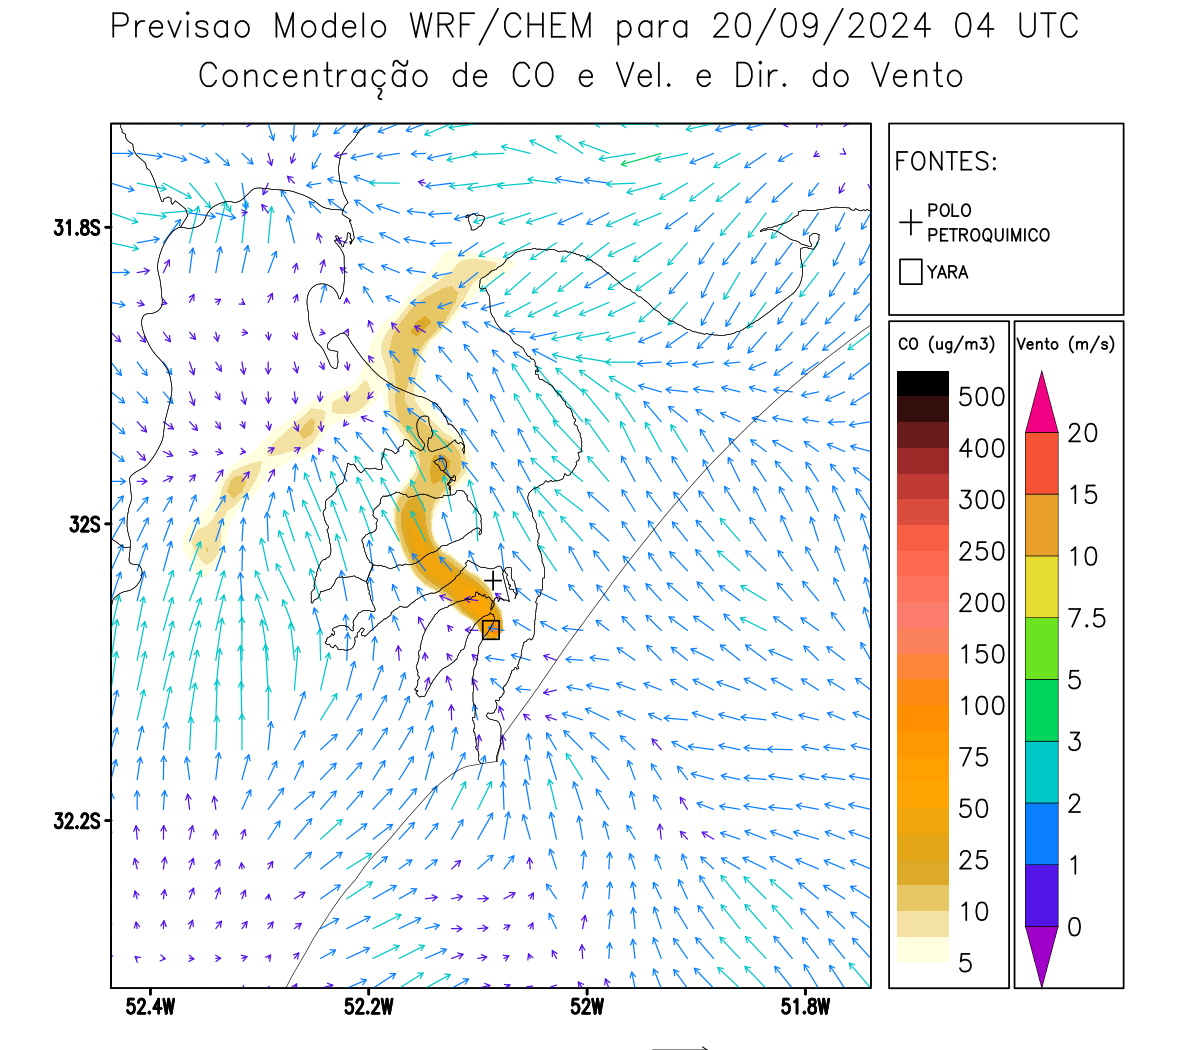 Previsao Modelo WRF/CHEM para 20/09/2024 04 UTC
Concentração de CO e Vel. e Dir. do Vento
FONTES:
POLO
PETROQUIMICO
YARA
CO (ug/m3)
500
400
300
250
200
150
100
75
50
25
10
5
Vento (m/s)
20
15
10
7.5
5
3
2
1
0
31.8S
32S
32.2S
52.4W
52.2W
52W
51.8W